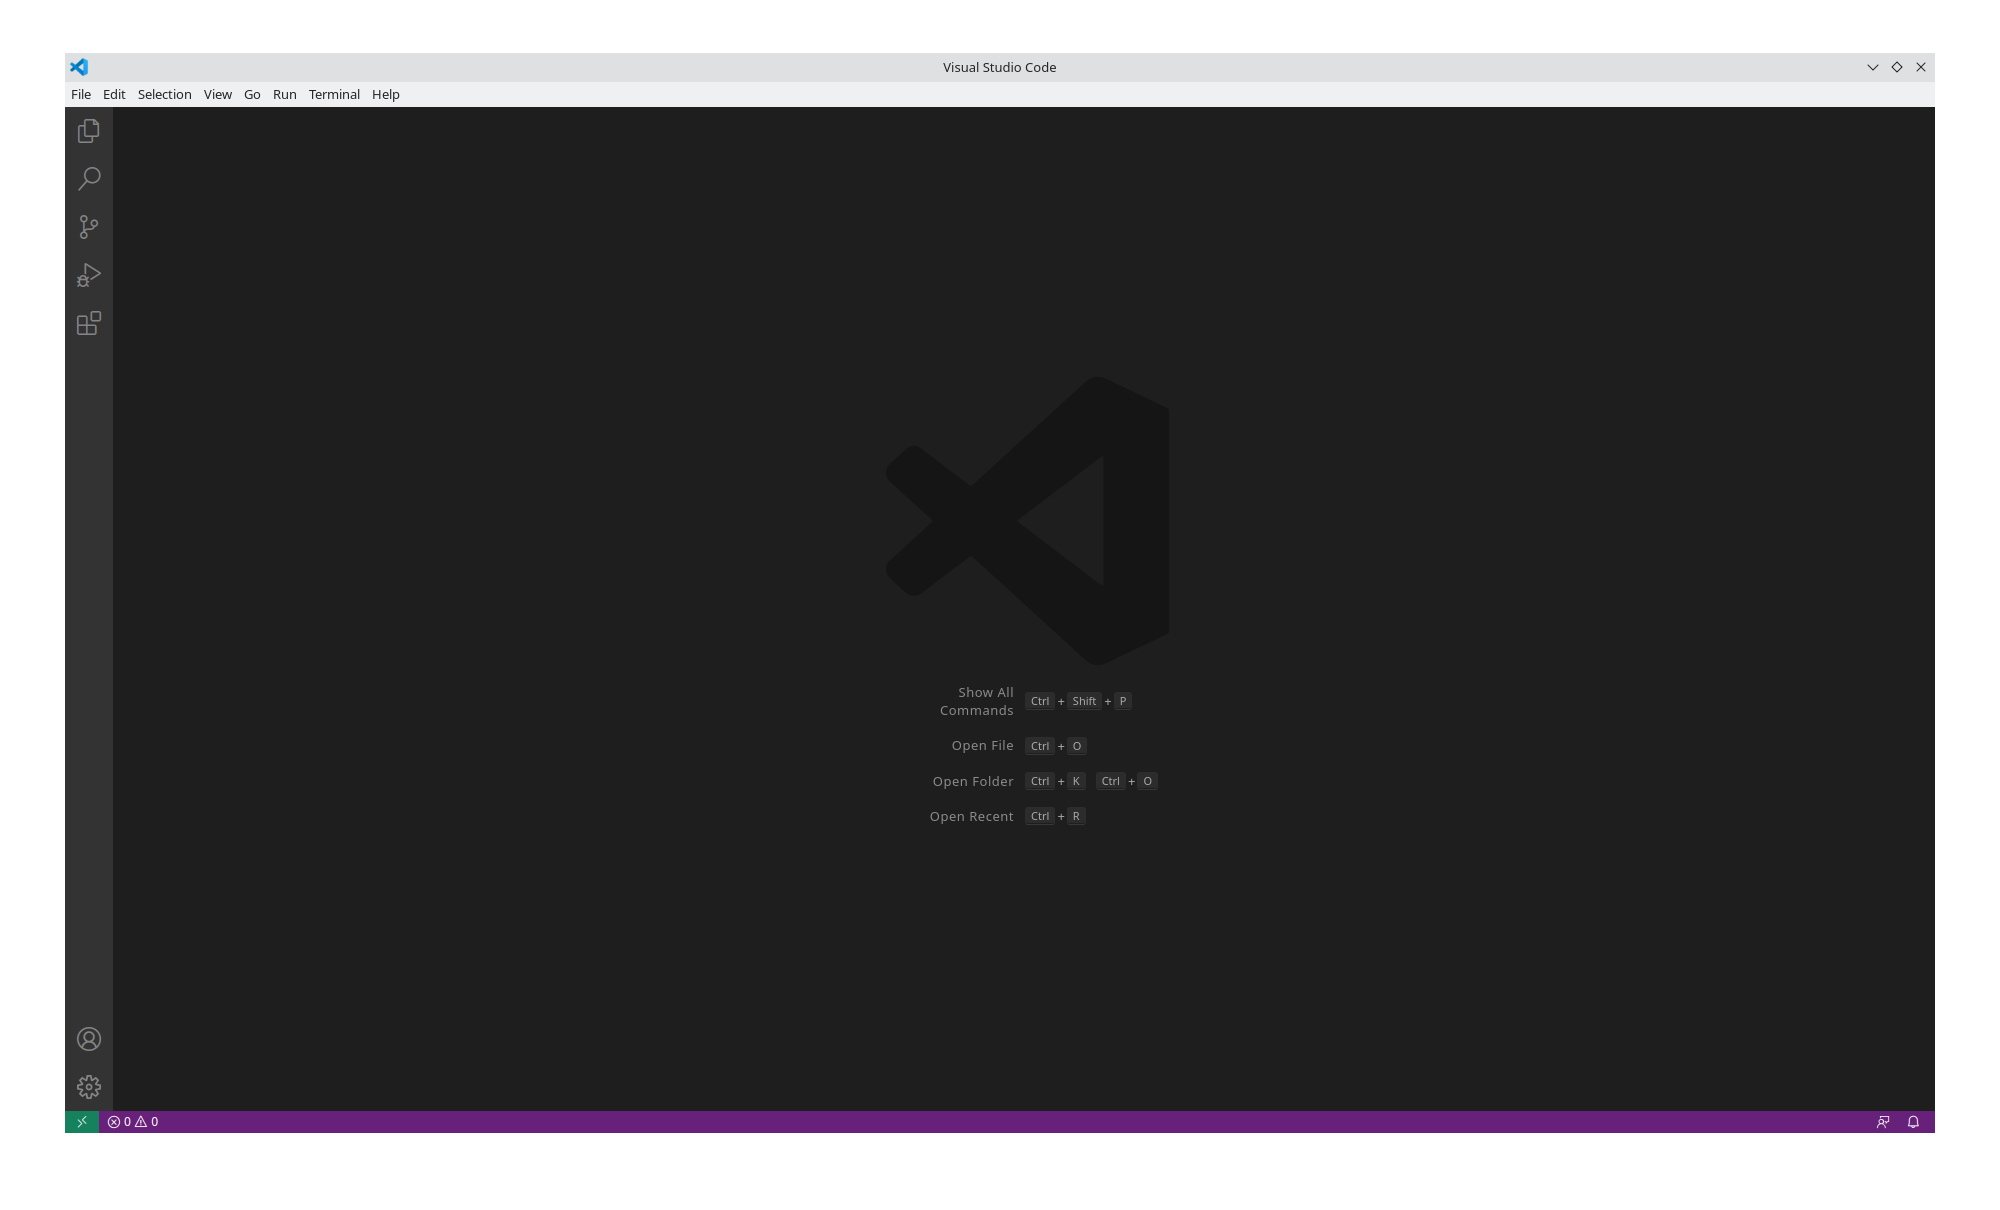 Visual Studio Code
File Edit Selection View Go Run Terminal Help
Show All
Commands
Ctrl + Shift + P
Open File Ctrl + O
Open Folder Ctrl + K Ctrl + O
Open Recent Ctrl + R
0 0